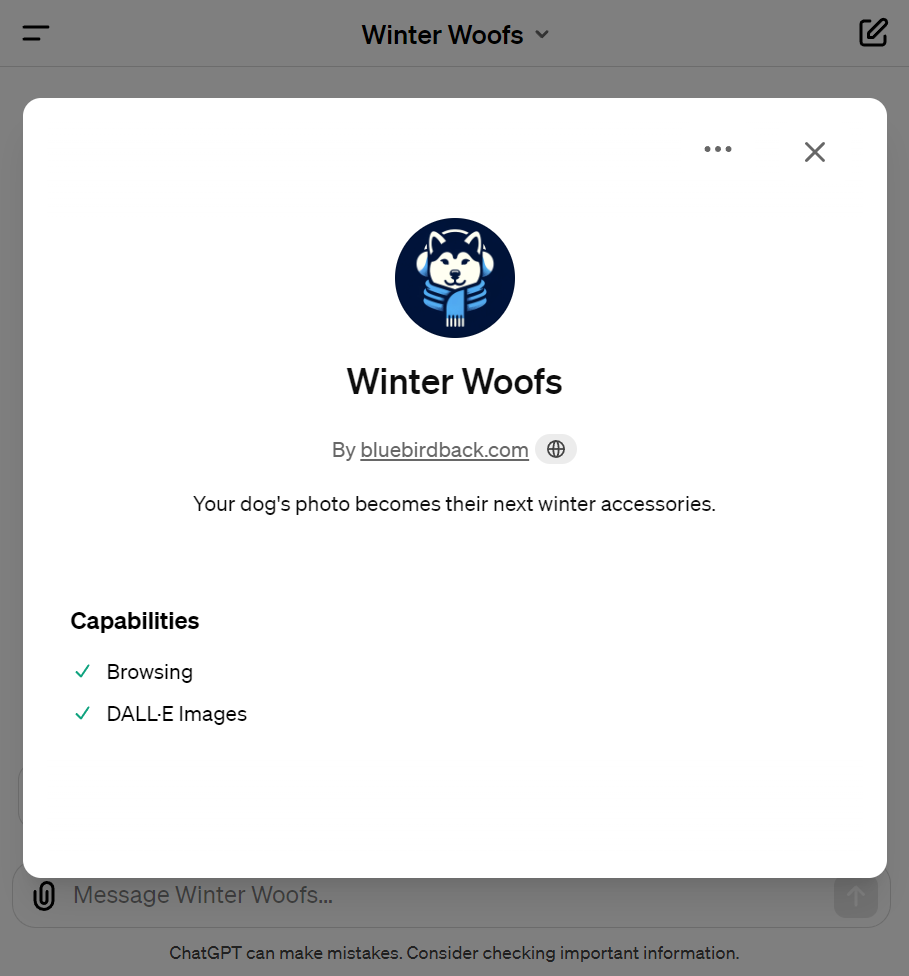 Winter Woofs
Winter Woofs
By bluebirdback.com
Your dog's photo becomes their next winter accessories.
Capabilities
Browsing
DALL·E Images
Message Winter Woofs...
ChatGPT can make mistakes. Consider checking important information.